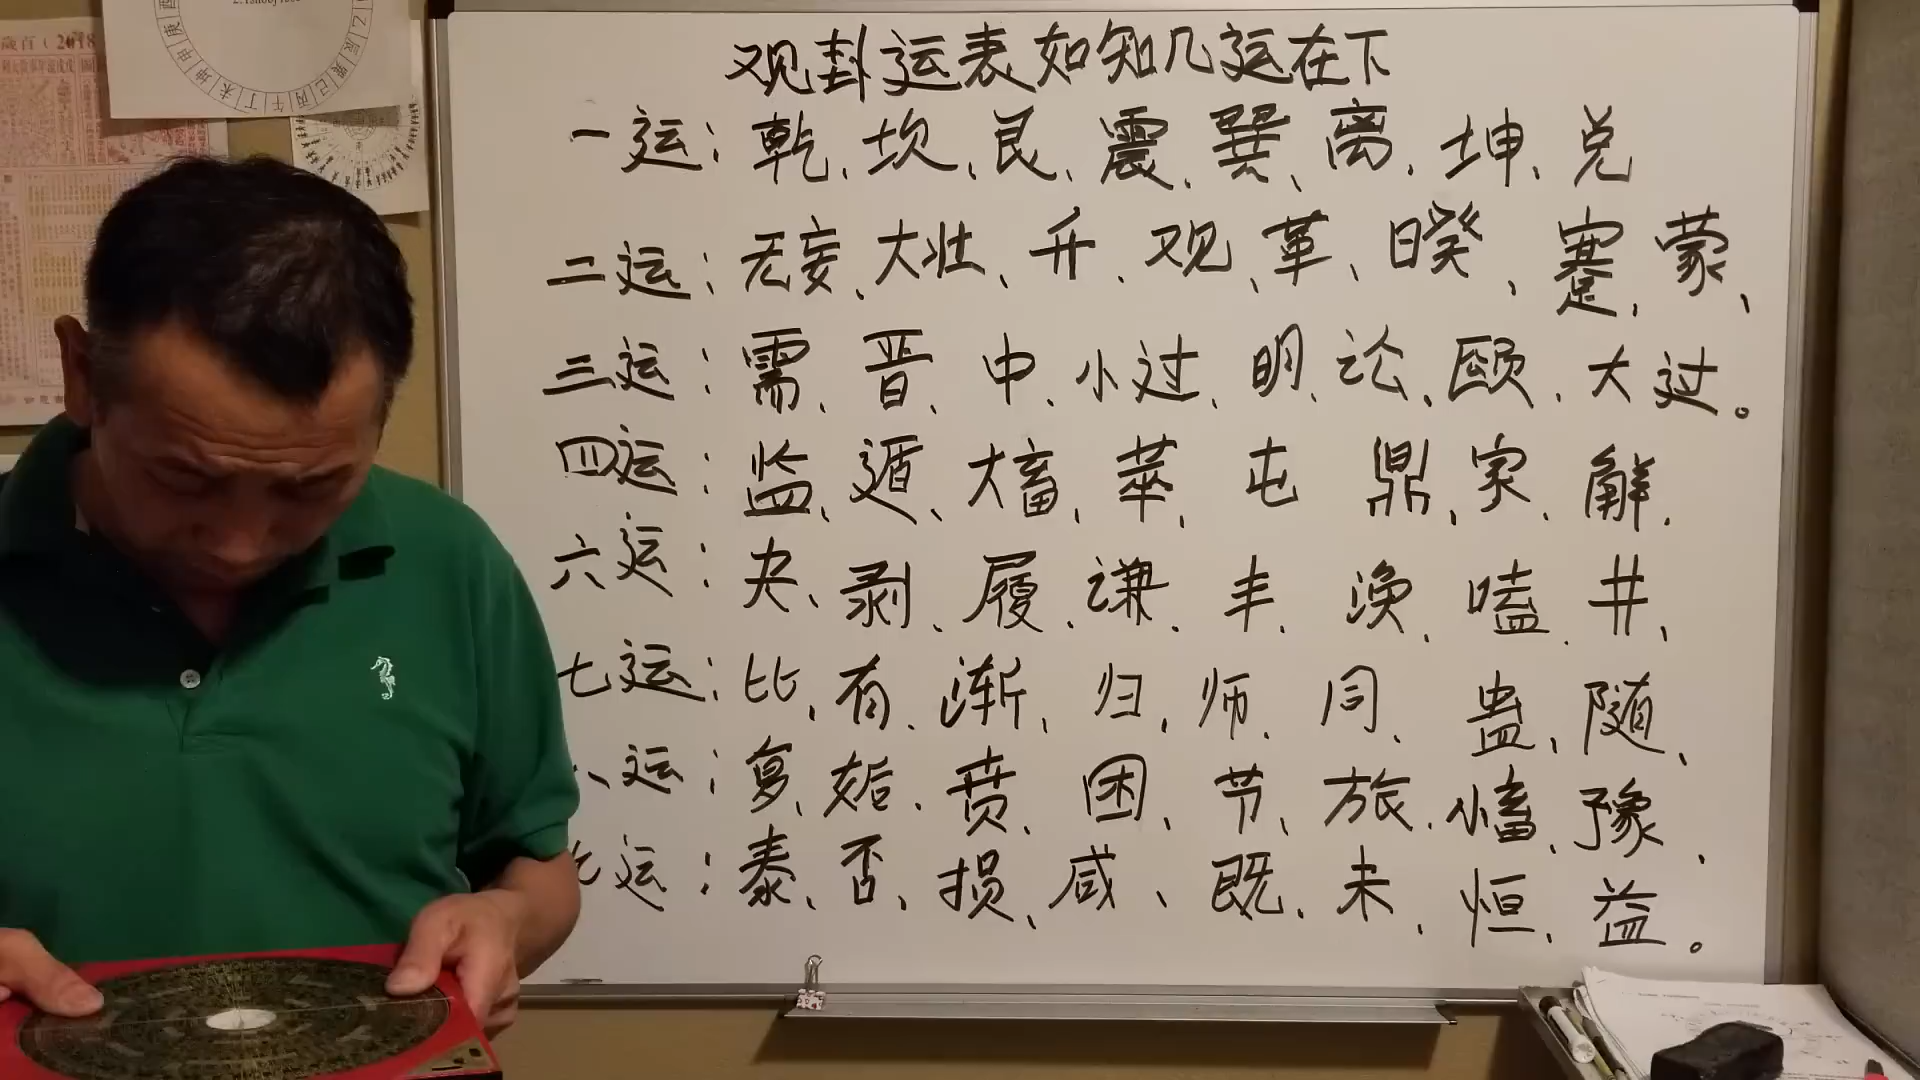 观卦运表如知几运在下
一运：乾、坎、艮、震、巽、离、坤、兑
二运：无妄、大壮、升、观、革、暌、蹇、蒙、
三运：需、晋、中、小过、明、讼、颐、大过。
四运：监、遁、大畜、萃、屯 鼎、家、解、
六运：夬、剥、履、谦、丰、涣、嗑、井、
七运：比、有、渐、归、师、同、蛊、随、
运：复、姤、贲、困、节、旅、小畜、豫、
运：泰、否、损、咸、既、未、恒、益。
2018